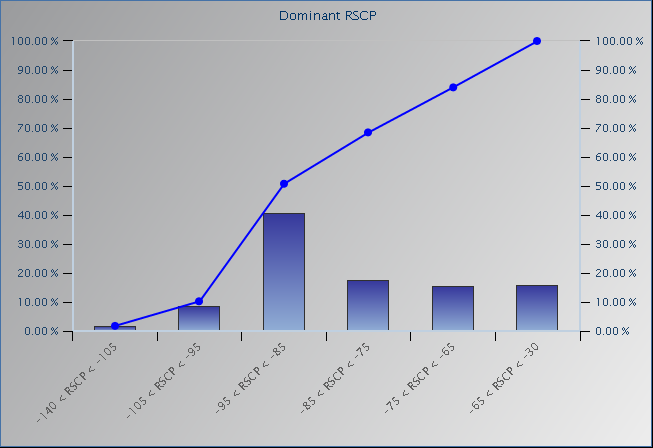 Dominant RSCP
100.00 % 100.00 %
90.00 % 90.00 %
80.00 % 80.00 %
70.00 % 70.00 %
60.00 % 60.00 %
50.00 % 50.00 %
40.00 % 40.00 %
30.00 % 30.00 %
20.00 % 20.00 %
10.00 % 10.00 %
0.00 % 0.00 %
-140 < RSCP < -105
-105 < RSCP < -95
-95 < RSCP < -85
-85 < RSCP < -75
-75 < RSCP < -65
-65 < RSCP < -30